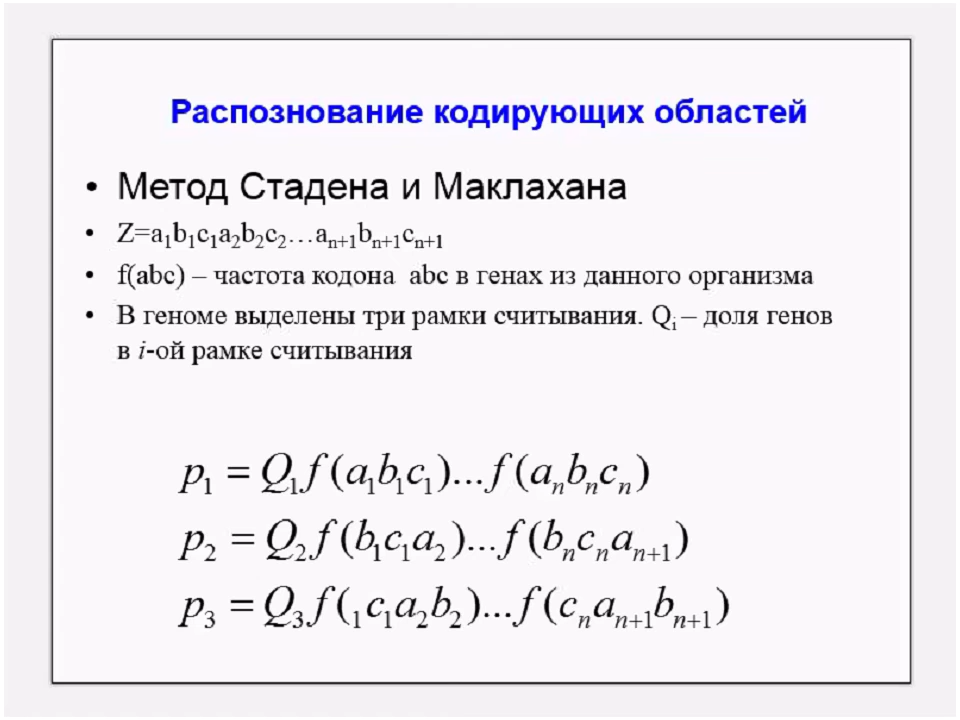 Распознование кодирующих областей
• Метод Стадена и Маклахана
• Z=a₁b₁c₁a₂b₂c₂…aₙ₊₁bₙ₊₁cₙ₊₁
• f(abc) – частота кодона abc в генах из данного организма
• В геноме выделены три рамки считывания. Qᵢ – доля генов
в i-ой рамке считывания
p₁ = Q₁f(a₁b₁c₁)...f(aₙbₙcₙ)
p₂ = Q₂f(b₁c₁a₂)...f(bₙcₙaₙ₊₁)
p₃ = Q₃f(₁c₁a₂b₂)...f(cₙaₙ₊₁bₙ₊₁)